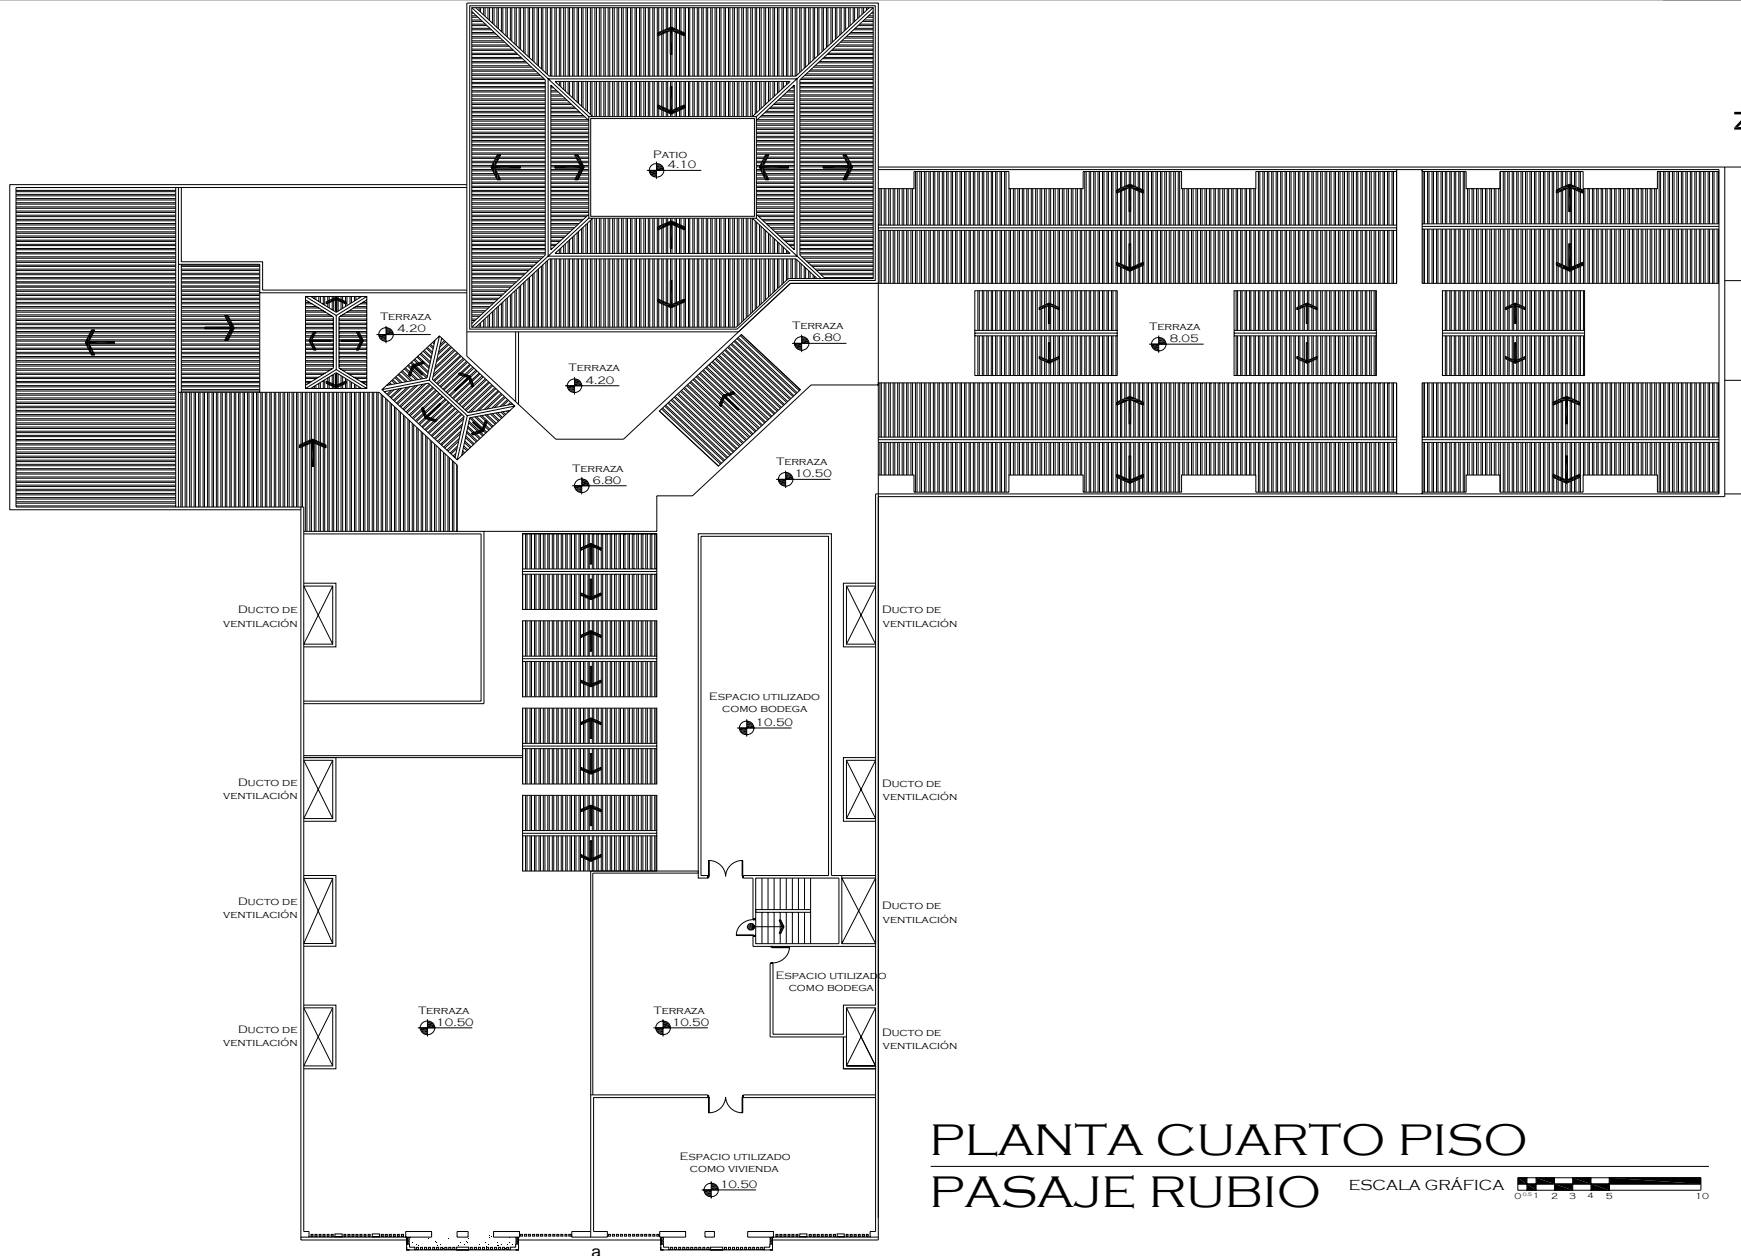 PATIO
4.10
TERRAZA
4.20
TERRAZA
6.80
TERRAZA
8.05
TERRAZA
4.20
TERRAZA
6.80
TERRAZA
10.50
DUCTO DE
VENTILACIÓN
DUCTO DE
VENTILACIÓN
ESPACIO UTILIZADO
COMO BODEGA
10.50
DUCTO DE
VENTILACIÓN
DUCTO DE
VENTILACIÓN
DUCTO DE
VENTILACIÓN
DUCTO DE
VENTILACIÓN
ESPACIO UTILIZADO
COMO BODEGA
TERRAZA
10.50
TERRAZA
10.50
DUCTO DE
VENTILACIÓN
DUCTO DE
VENTILACIÓN
ESPACIO UTILIZADO
COMO VIVIENDA
10.50
PLANTA CUARTO PISO
PASAJE RUBIO
ESCALA GRÁFICA
0 0.5 1 2 3 4 5 10
a